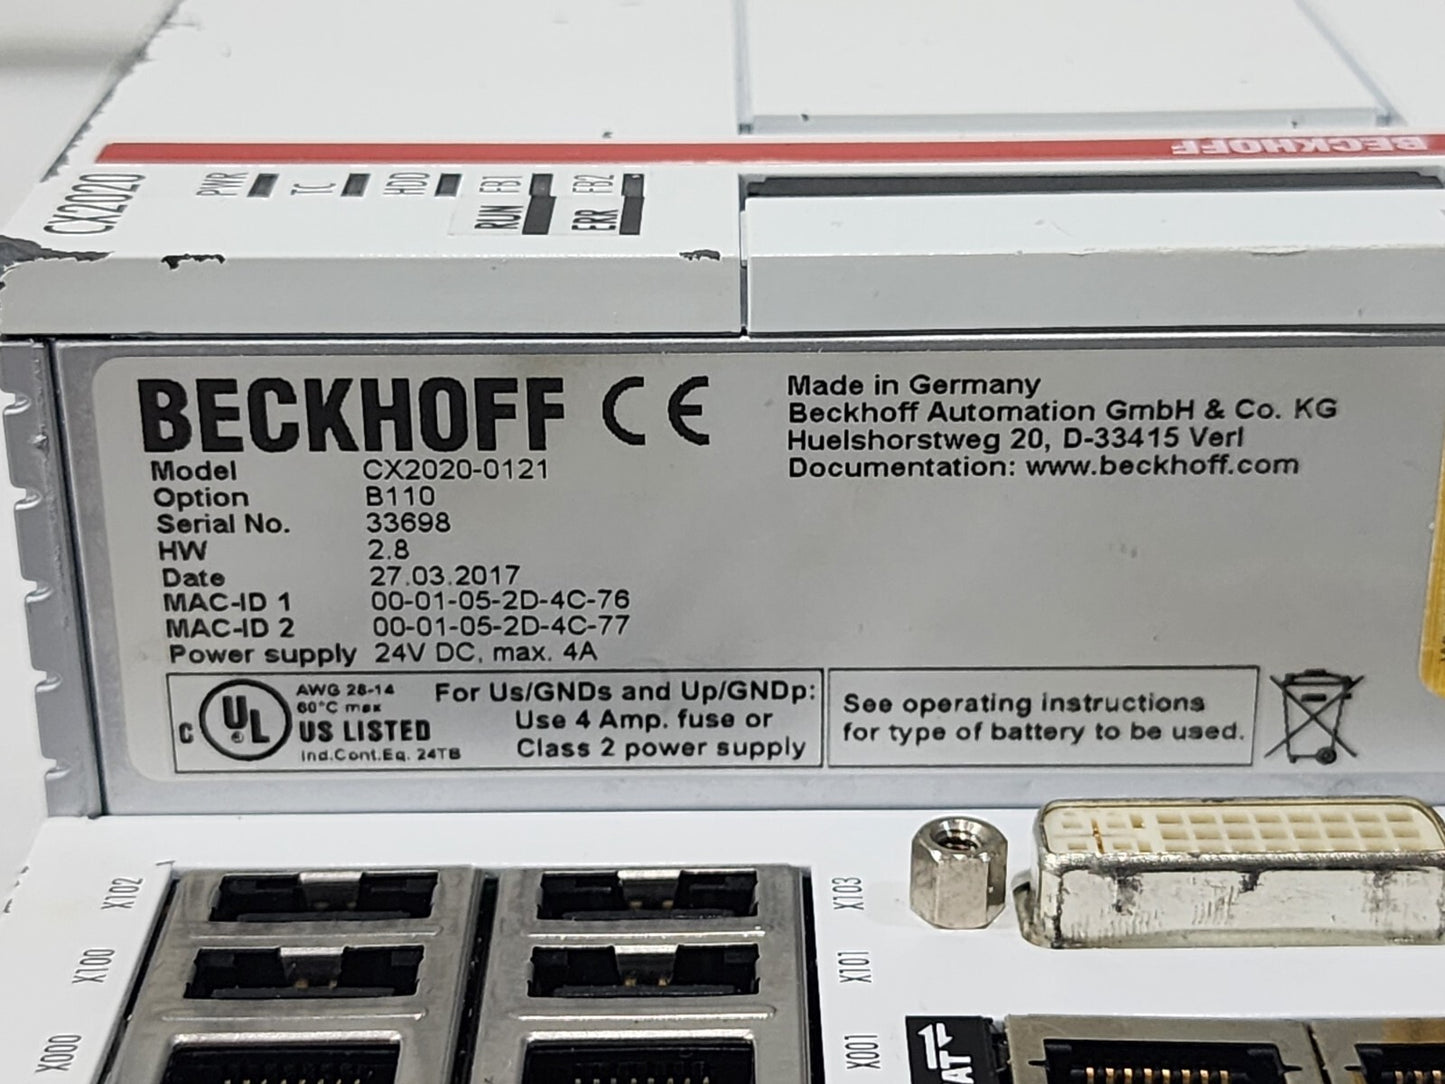 BECKHOFF
CX2020
PWR
TC
HDD
FB1
FB2
RUN
ERR
BECKHOFF CE
Model CX2020-0121
Option B110
Serial No. 33698
HW 2.8
Date 27.03.2017
MAC-ID 1 00-01-05-2D-4C-76
MAC-ID 2 00-01-05-2D-4C-77
Power supply 24V DC, max. 4A
Made in Germany
Beckhoff Automation GmbH & Co. KG
Huelshorstweg 20, D-33415 Verl
Documentation: www.beckhoff.com
c UL
AWG 28-14
60°C max
US LISTED
Ind.Cont.Eq. 24TB
For Us/GNDs and Up/GNDp:
Use 4 Amp. fuse or
Class 2 power supply
See operating instructions
for type of battery to be used.
X102
X103
X100
X101
X000
X001